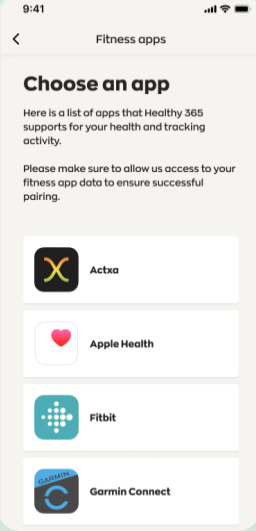 9:41
Fitness apps
Choose an app
Here is a list of apps that Healthy 365
supports for your health and tracking
activity.
Please make sure to allow us access to your
fitness app data to ensure successful
pairing.
Actxa
Apple Health
Fitbit
GARMIN
Garmin Connect